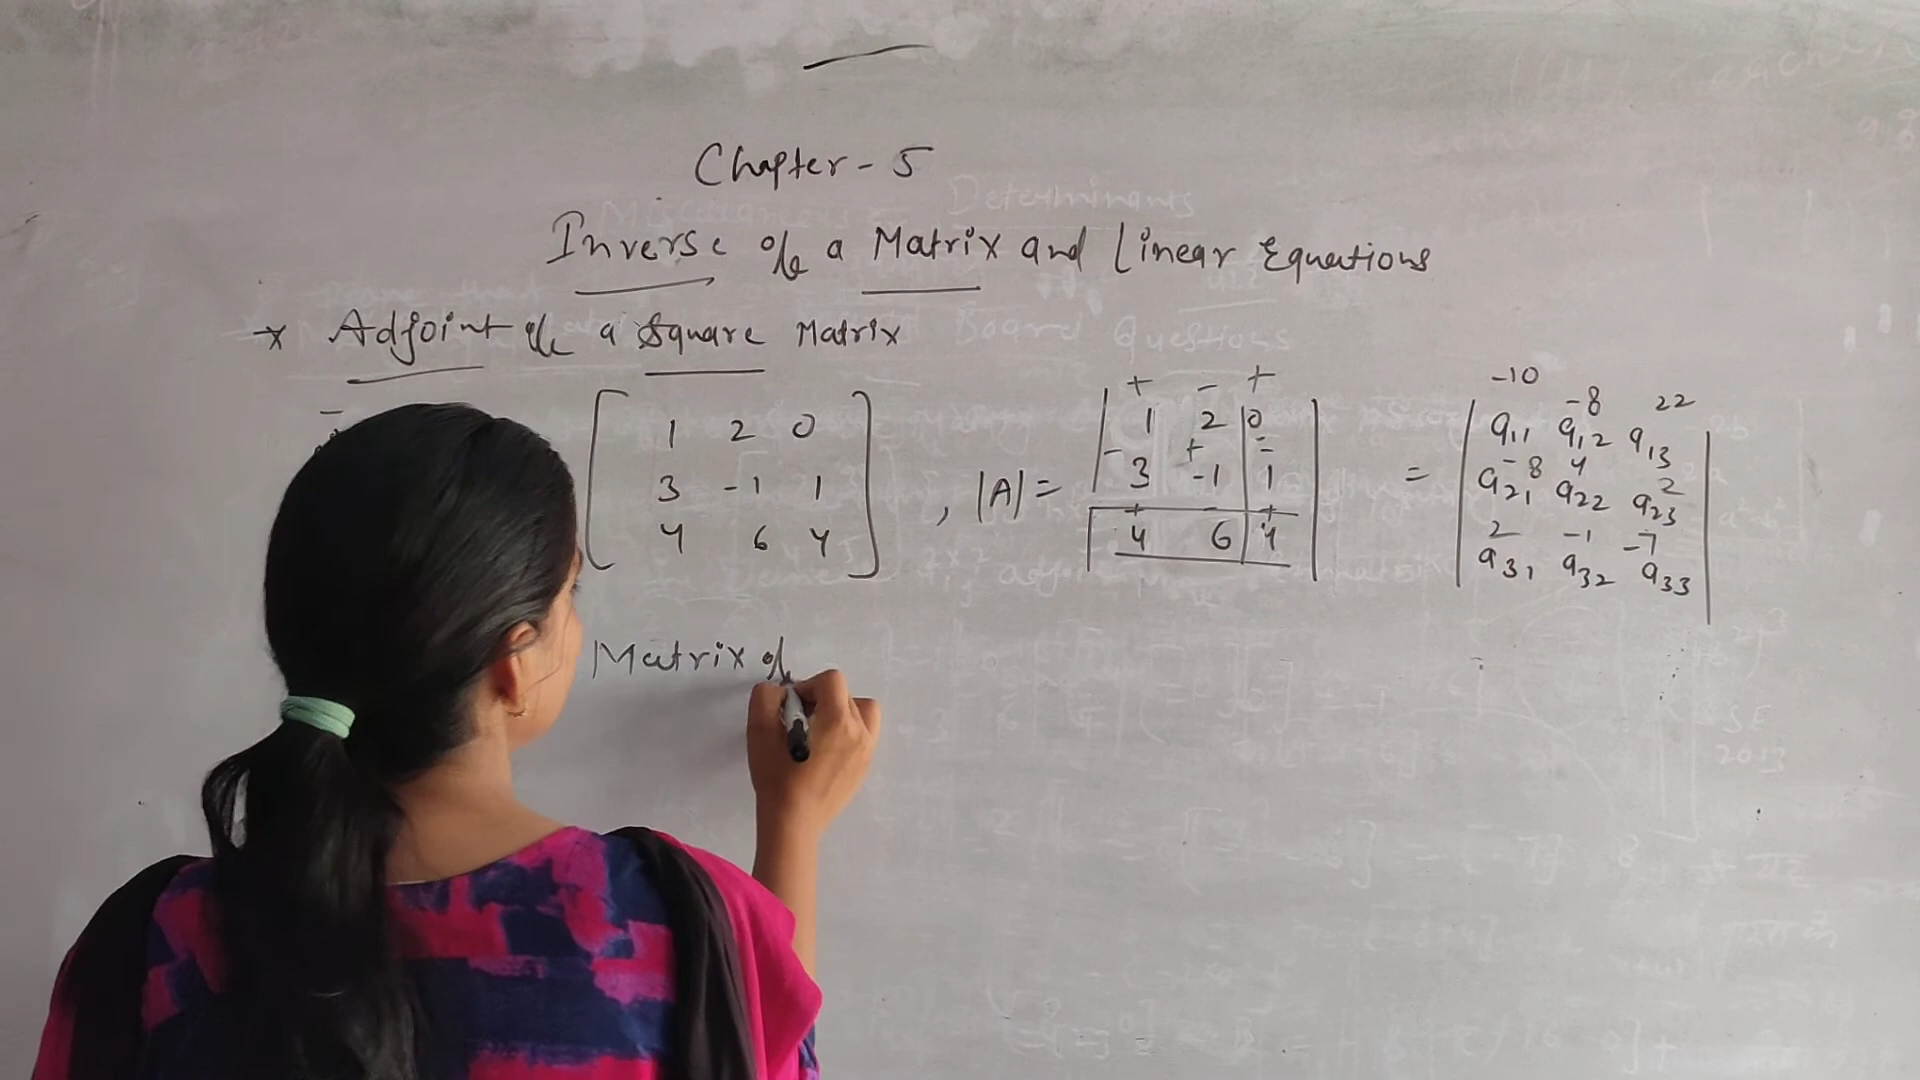 Chapter - 5
Inverse of a Matrix and Linear Equations
* Adjoint of a Square Matrix
1 2 0
3 -1 1
4 6 4
, |A| =
+ - +
1 2 0
- + -
3 -1 1
+ - +
4 6 4
=
-10 -8 22
a11 a12 a13
-8 4 2
a21 a22 a23
2 -1 -7
a31 a32 a33
Matrix of